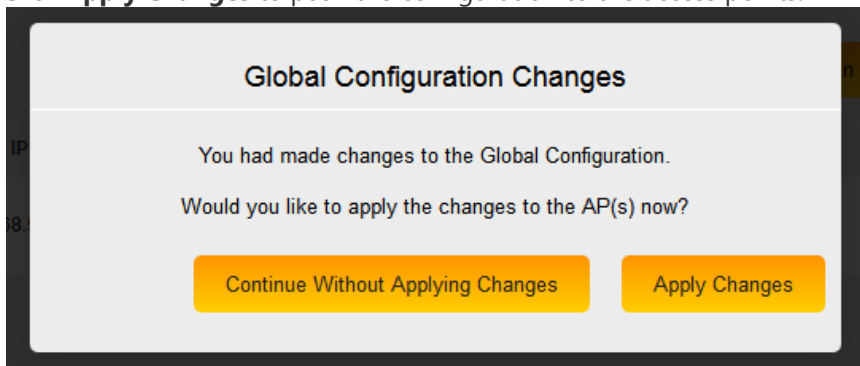 Global Configuration Changes
You had made changes to the Global Configuration.
Would you like to apply the changes to the AP(s) now?
Continue Without Applying Changes
Apply Changes
IP